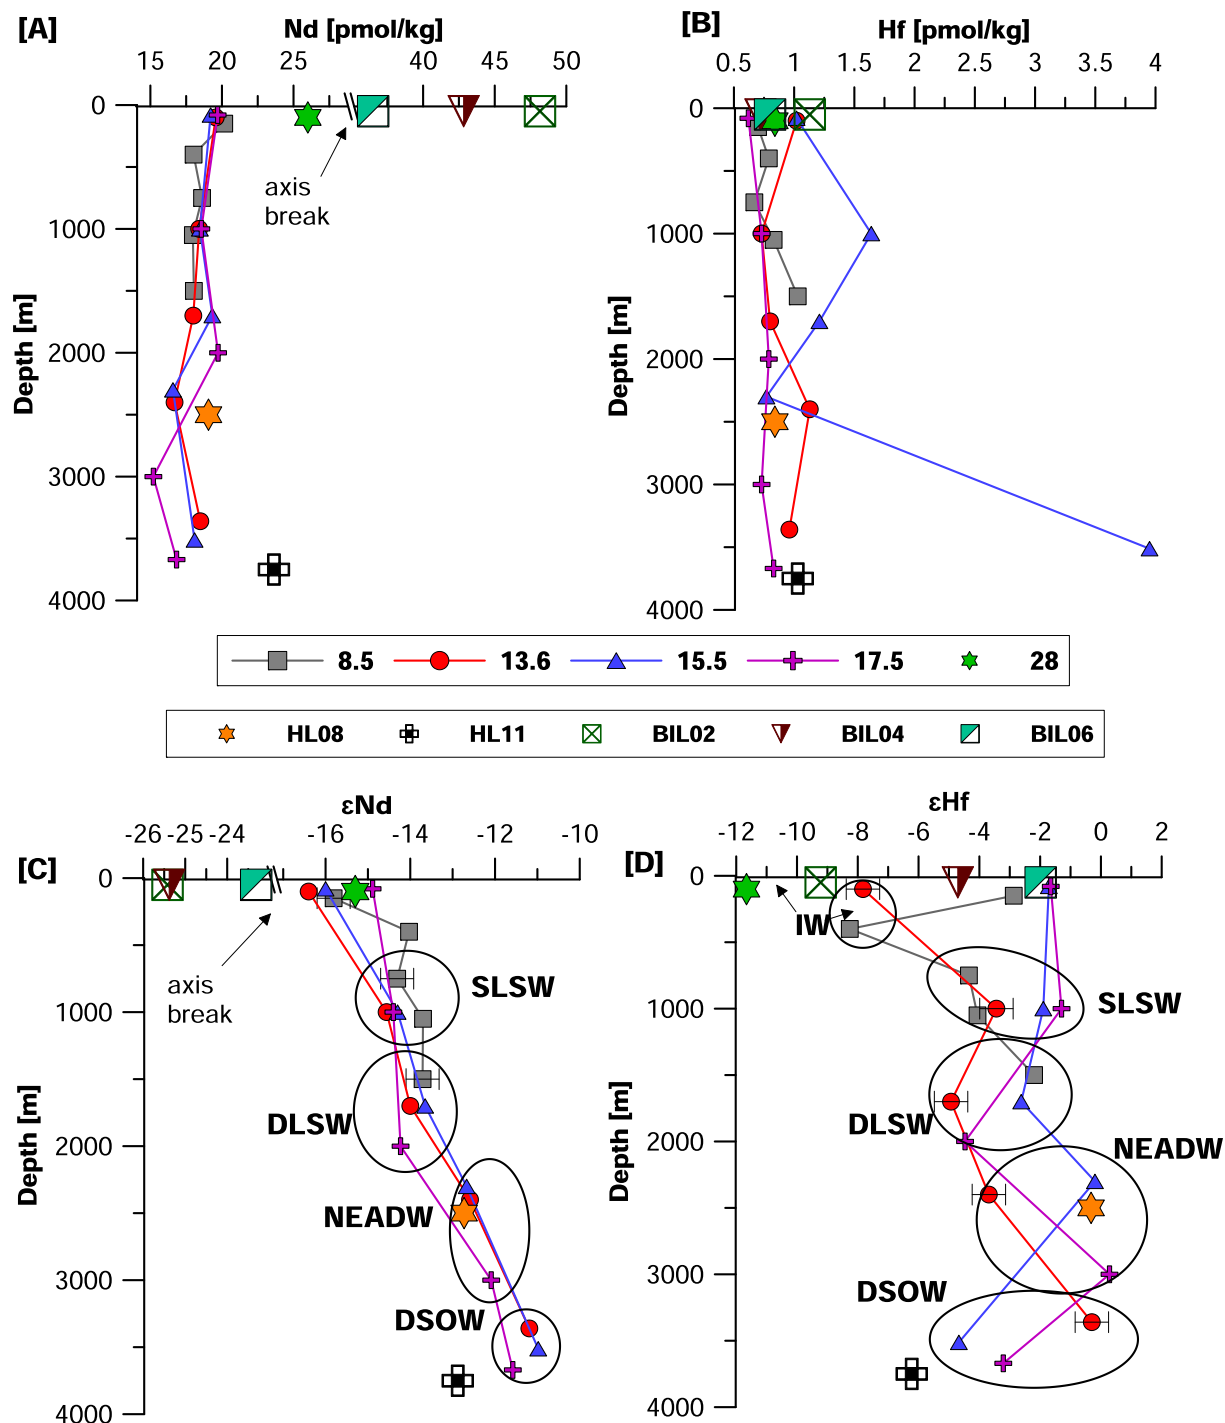 [A]
Nd [pmol/kg]
15 20 25 40 45 50
0
1000
2000
3000
4000
Depth [m]
axis
break
[B]
Hf [pmol/kg]
0.5 1 1.5 2 2.5 3 3.5 4
0
1000
2000
3000
4000
Depth [m]
8.5 13.6 15.5 17.5 28
HL08 HL11 BIL02 BIL04 BIL06
[C]
εNd
-26 -25 -24 -16 -14 -12 -10
0
1000
2000
3000
4000
Depth [m]
axis
break
SLSW
DLSW
NEADW
DSOW
[D]
εHf
-12 -10 -8 -6 -4 -2 0 2
0
1000
2000
3000
4000
Depth [m]
IW
SLSW
DLSW
NEADW
DSOW